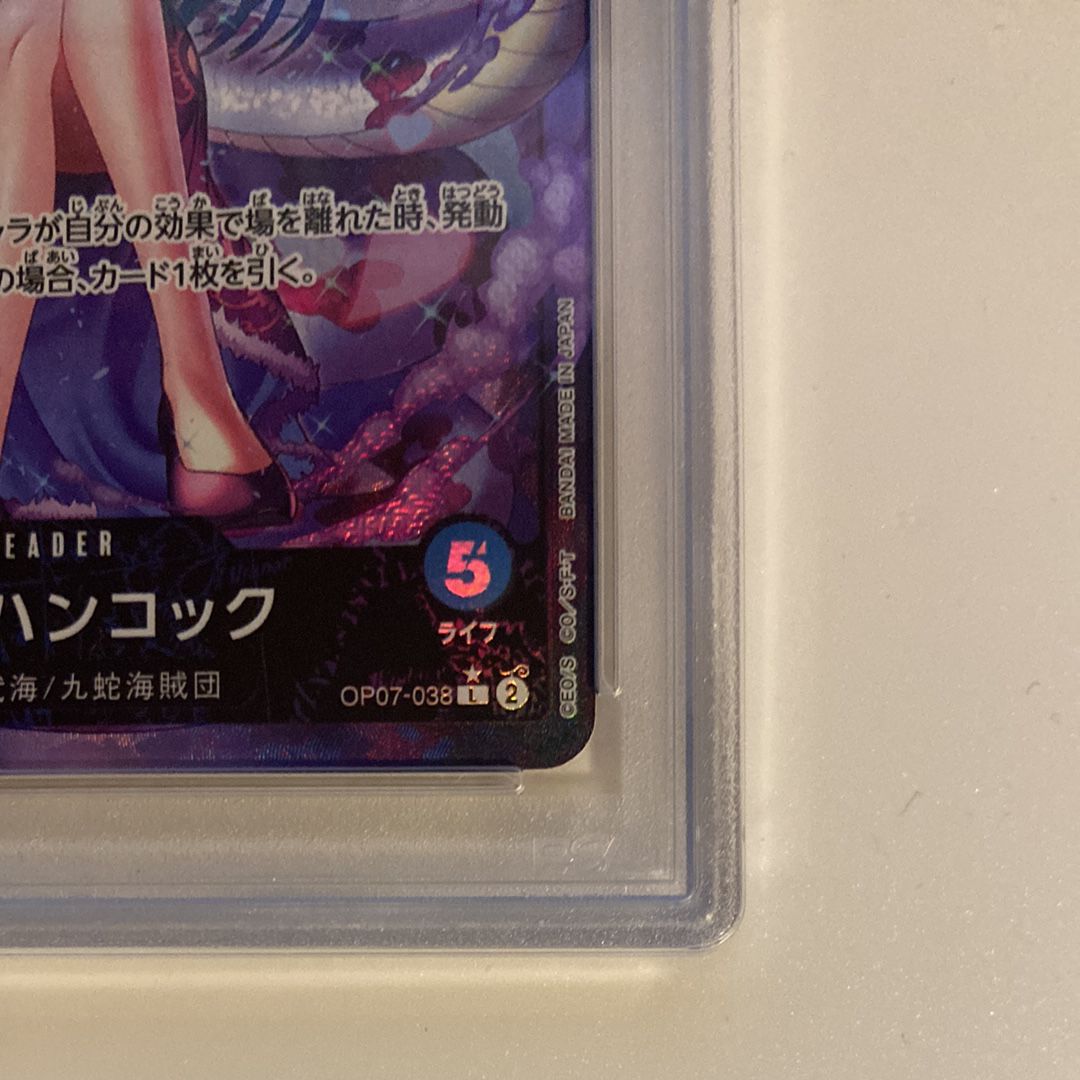 ラが自分の効果で場を離れた時、発動
の場合、カード1枚を引く。
EADER
5
ハンコック
ライフ
海/九蛇海賊団
OP07-038 L 2
©EO/S ©O/S・F・T BANDAI MADE IN JAPAN